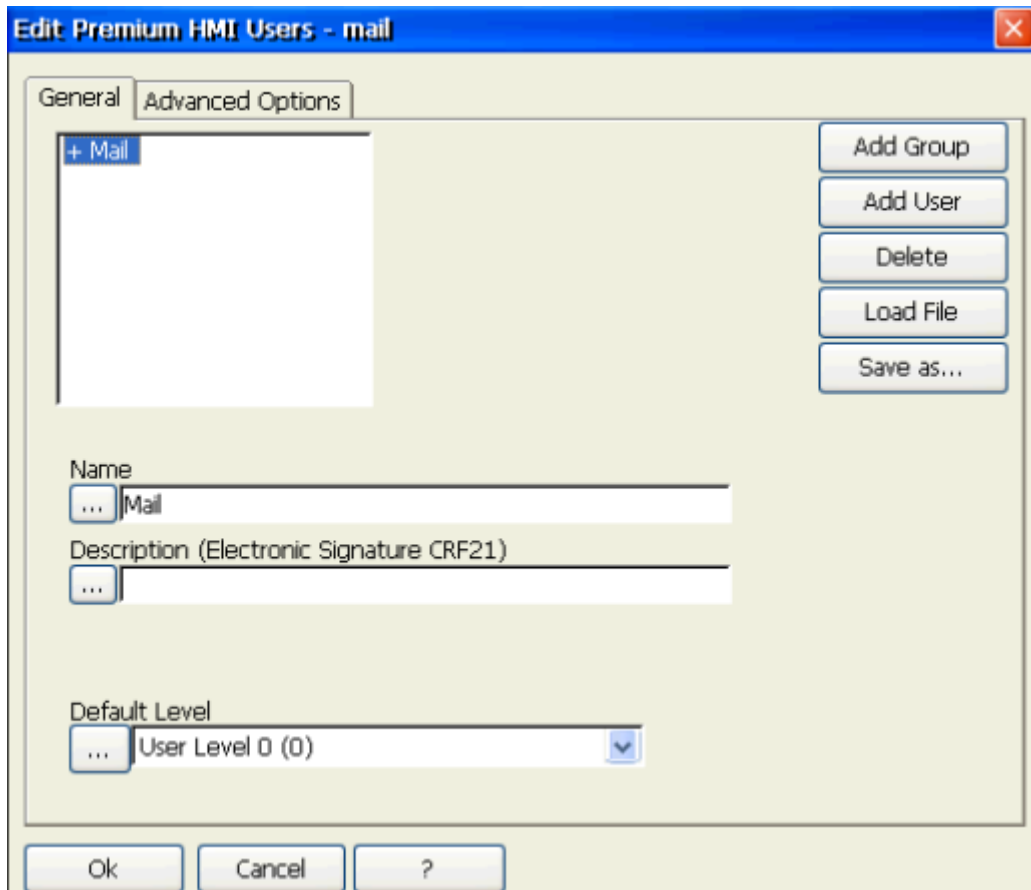 Edit Premium HMI Users - mail
General
Advanced Options
+ Mail
Add Group
Add User
Delete
Load File
Save as...
Name
... Mail
Description (Electronic Signature CRF21)
...
Default Level
... User Level 0 (0)
Ok
Cancel
?